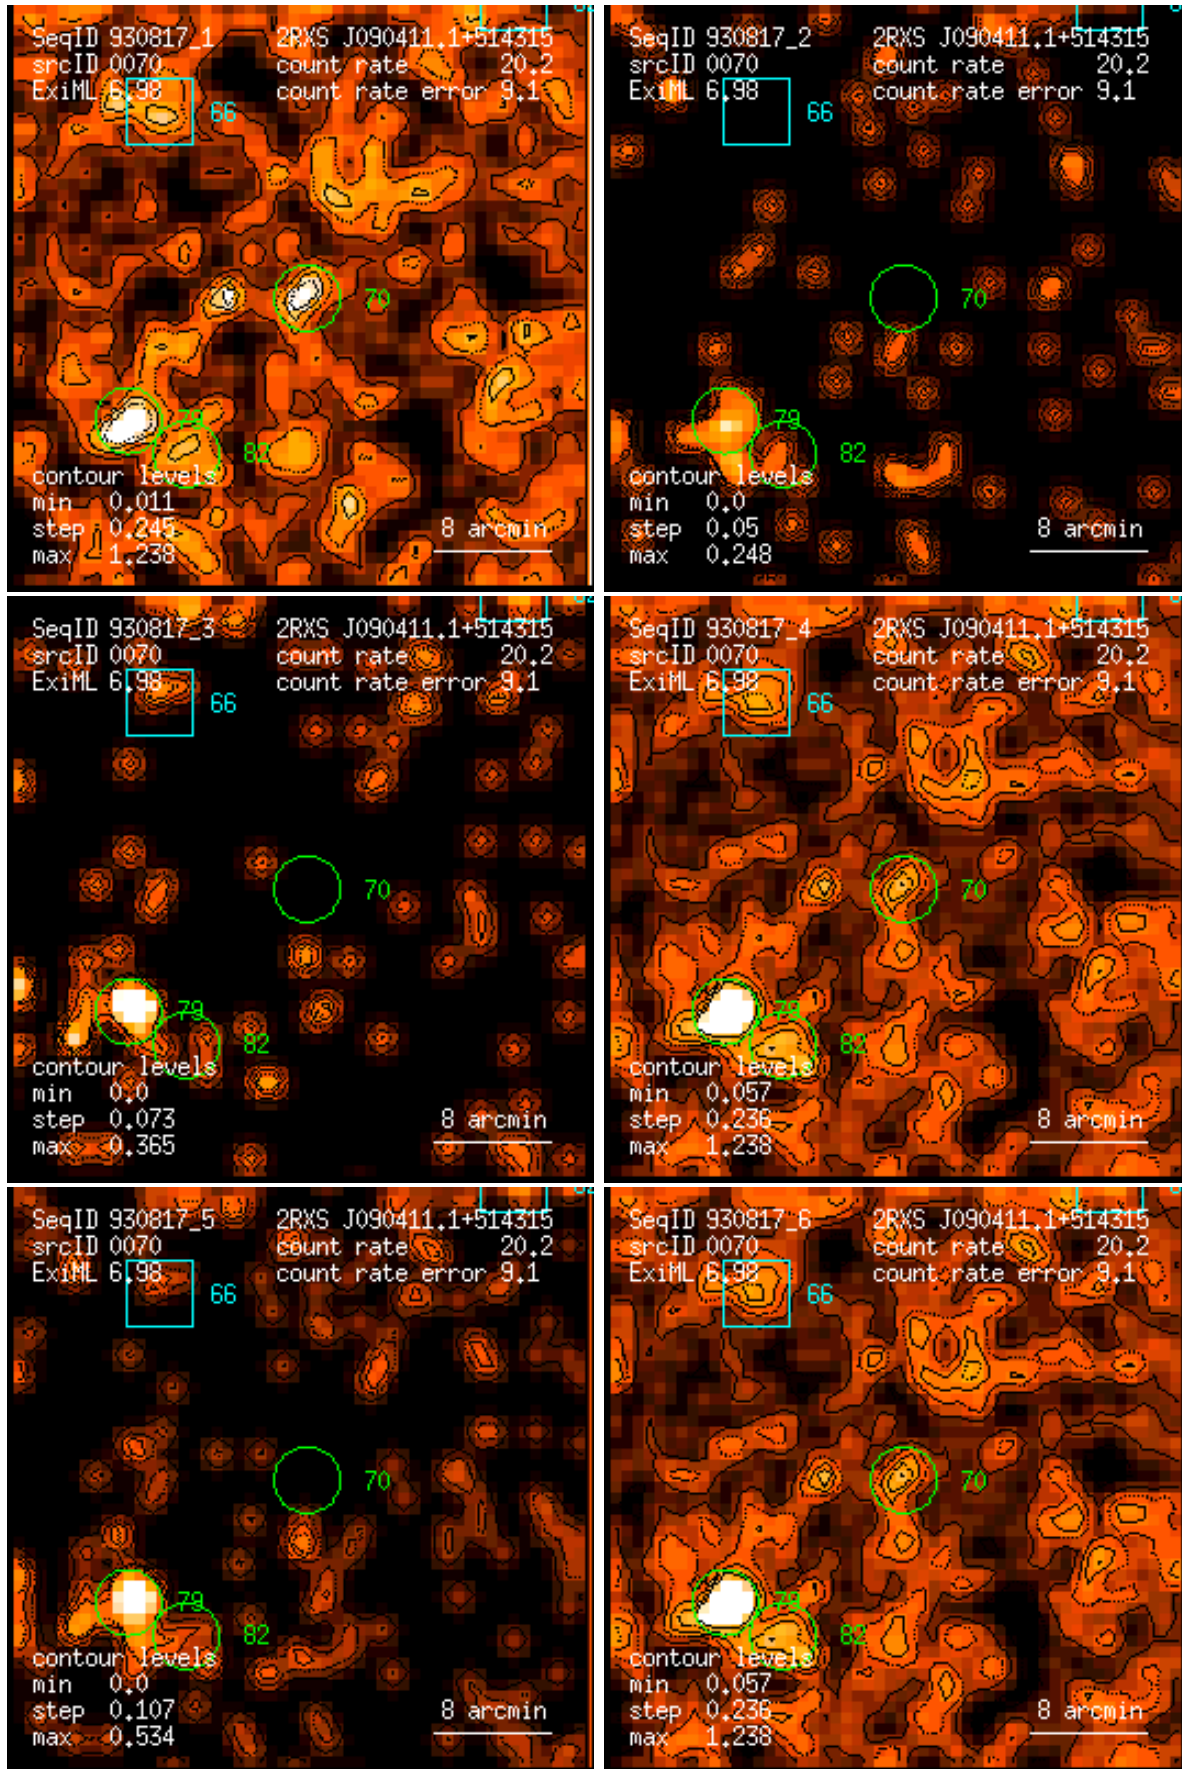 SeqID 930817_1 2RXS J090411.1+514315
srcID 0070 count rate 20.2
ExiML 6.98 count rate error 9.1
66
70
79
82
contour levels
min 0.011
step 0.245
max 1.238
8 arcmin
SeqID 930817_2 2RXS J090411.1+514315
srcID 0070 count rate 20.2
ExiML 6.98 count rate error 9.1
66
70
79
82
contour levels
min 0.0
step 0.05
max 0.248
8 arcmin
SeqID 930817_3 2RXS J090411.1+514315
srcID 0070 count rate 20.2
ExiML 6.98 count rate error 9.1
66
70
79
82
contour levels
min 0.0
step 0.073
max 0.365
8 arcmin
SeqID 930817_4 2RXS J090411.1+514315
srcID 0070 count rate 20.2
ExiML 6.98 count rate error 9.1
66
70
79
82
contour levels
min 0.057
step 0.236
max 1.238
8 arcmin
SeqID 930817_5 2RXS J090411.1+514315
srcID 0070 count rate 20.2
ExiML 6.98 count rate error 9.1
66
70
79
82
contour levels
min 0.0
step 0.107
max 0.534
8 arcmin
SeqID 930817_6 2RXS J090411.1+514315
srcID 0070 count rate 20.2
ExiML 6.98 count rate error 9.1
66
70
79
82
contour levels
min 0.057
step 0.236
max 1.238
8 arcmin